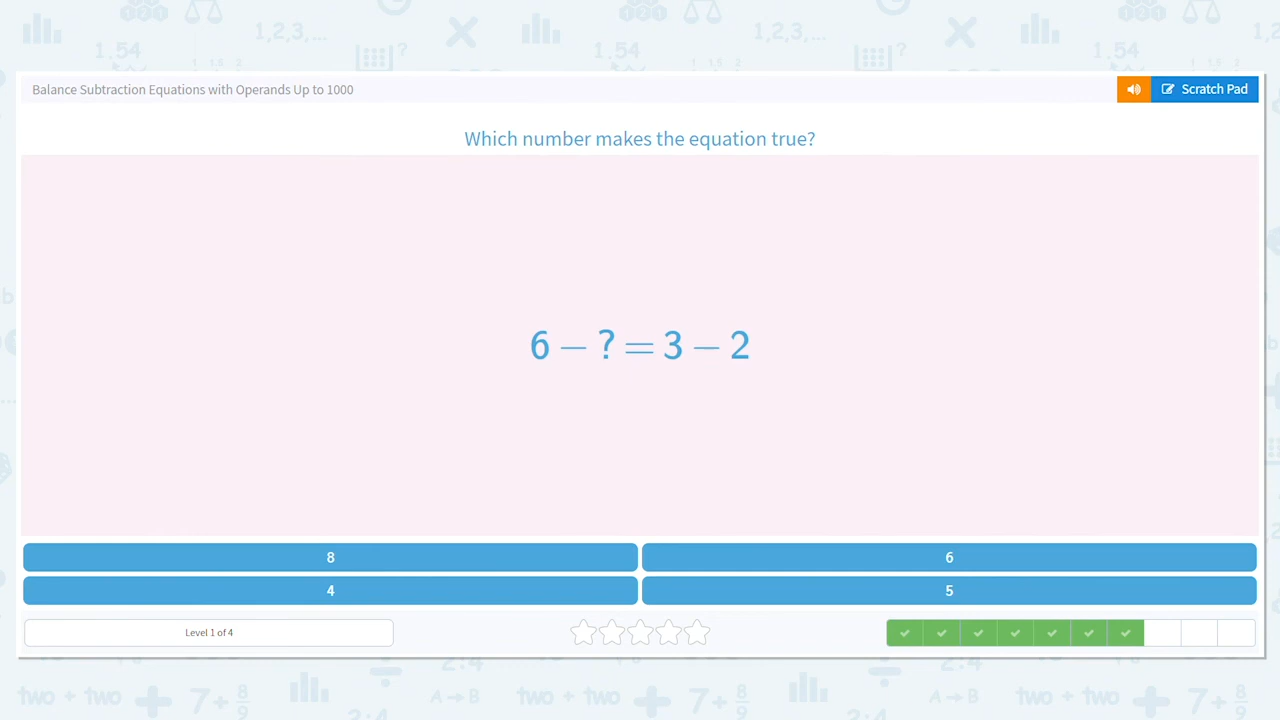 Balance Subtraction Equations with Operands Up to 1000
Scratch Pad
Which number makes the equation true?
6 − ? = 3 − 2
8
6
4
5
Level 1 of 4